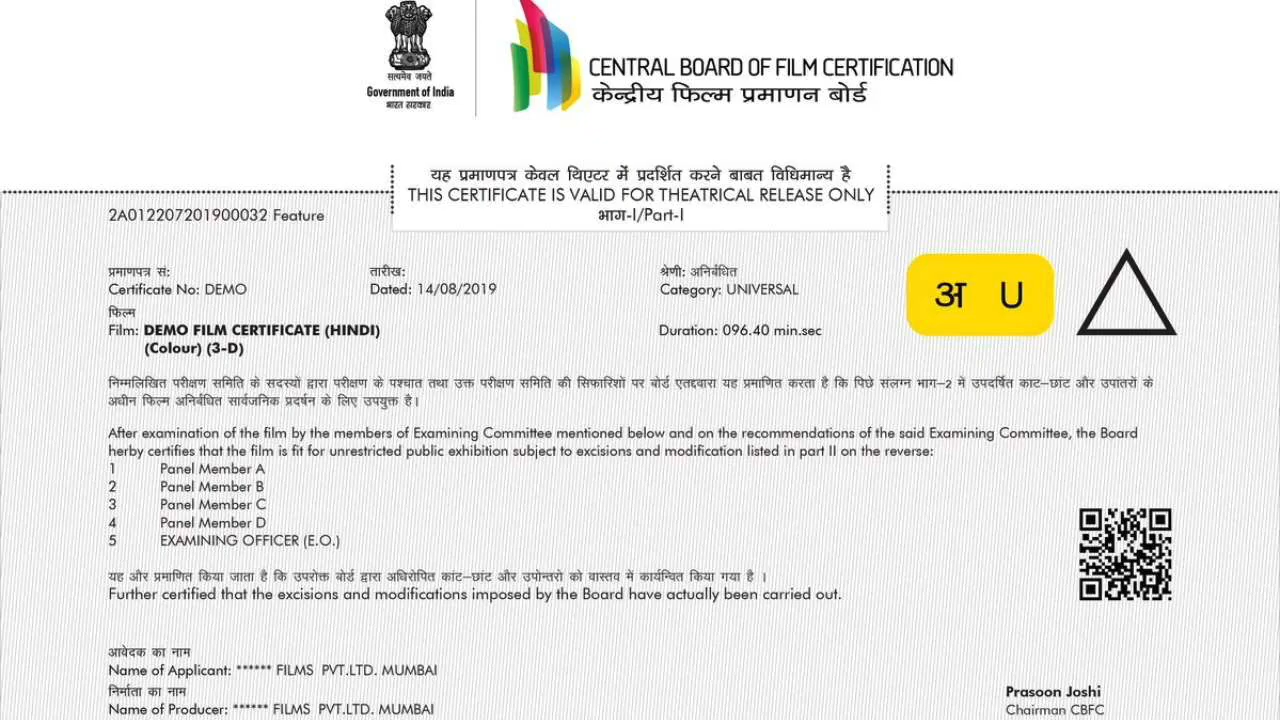 सत्यमेव जयते
Government of India
भारत सरकार
CENTRAL BOARD OF FILM CERTIFICATION
केन्द्रीय फिल्म प्रमाणन बोर्ड
यह प्रमाणपत्र केवल थिएटर में प्रदर्शित करने बाबत विधिमान्य है
THIS CERTIFICATE IS VALID FOR THEATRICAL RELEASE ONLY
भाग-I/Part-I
2A012207201900032 Feature
प्रमाणपत्र सं: तारीख: श्रेणी: अनिर्बंधित
Certificate No: DEMO Dated: 14/08/2019 Category: UNIVERSAL
अ U
फिल्म
Film: DEMO FILM CERTIFICATE (HINDI) Duration: 096.40 min.sec
(Colour) (3-D)
निम्नलिखित परीक्षण समिति के सदस्यों द्वारा परीक्षण के पश्चात तथा उक्त परीक्षण समिति की सिफारिशों पर बोर्ड एतद्दवारा यह प्रमाणित करता है कि पिछे संलग्न भाग–2 में उपदर्षित काट–छांट और उपांतरों के
अधीन फिल्म अनिर्बंधित सार्वजनिक प्रदर्षन के लिए उपयुक्त है।
After examination of the film by the members of Examining Committee mentioned below and on the recommendations of the said Examining Committee, the Board
herby certifies that the film is fit for unrestricted public exhibition subject to excisions and modification listed in part II on the reverse:
1 Panel Member A
2 Panel Member B
3 Panel Member C
4 Panel Member D
5 EXAMINING OFFICER (E.O.)
यह और प्रमाणित किया जाता है कि उपरोक्त बोर्ड द्वारा अधिरोपित कांट–छांट और उपोन्तरो को वास्तव में कार्यन्वित किया गया है ।
Further certified that the excisions and modifications imposed by the Board have actually been carried out.
आवेदक का नाम
Name of Applicant: ****** FILMS PVT.LTD. MUMBAI
निर्माता का नाम
Name of Producer: ****** FILMS PVT.LTD. MUMBAI
Prasoon Joshi
Chairman CBFC